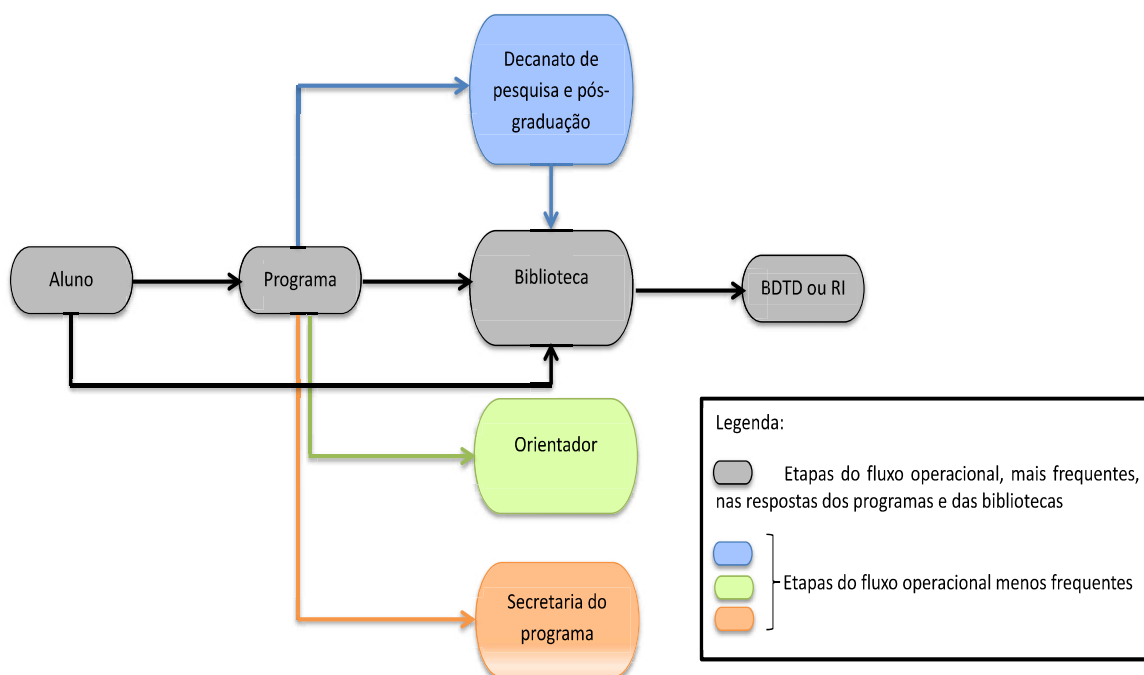 Decanato de
pesquisa e pós-
graduação
Aluno
Programa
Biblioteca
BDTD ou RI
Orientador
Secretaria do
programa
Legenda:
Etapas do fluxo operacional, mais frequentes,
nas respostas dos programas e das bibliotecas
Etapas do fluxo operacional menos frequentes